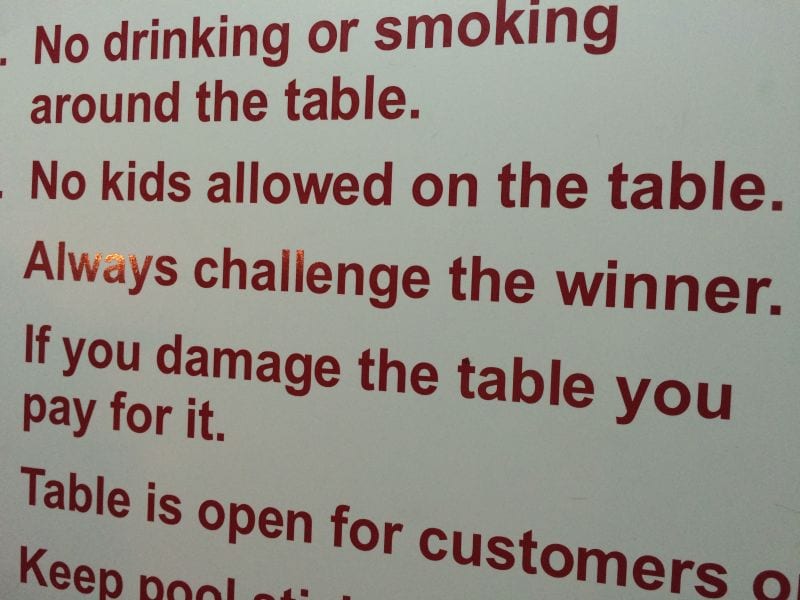 . No drinking or smoking
around the table.
. No kids allowed on the table.
Always challenge the winner.
If you damage the table you
pay for it.
Table is open for customers
Keep pool